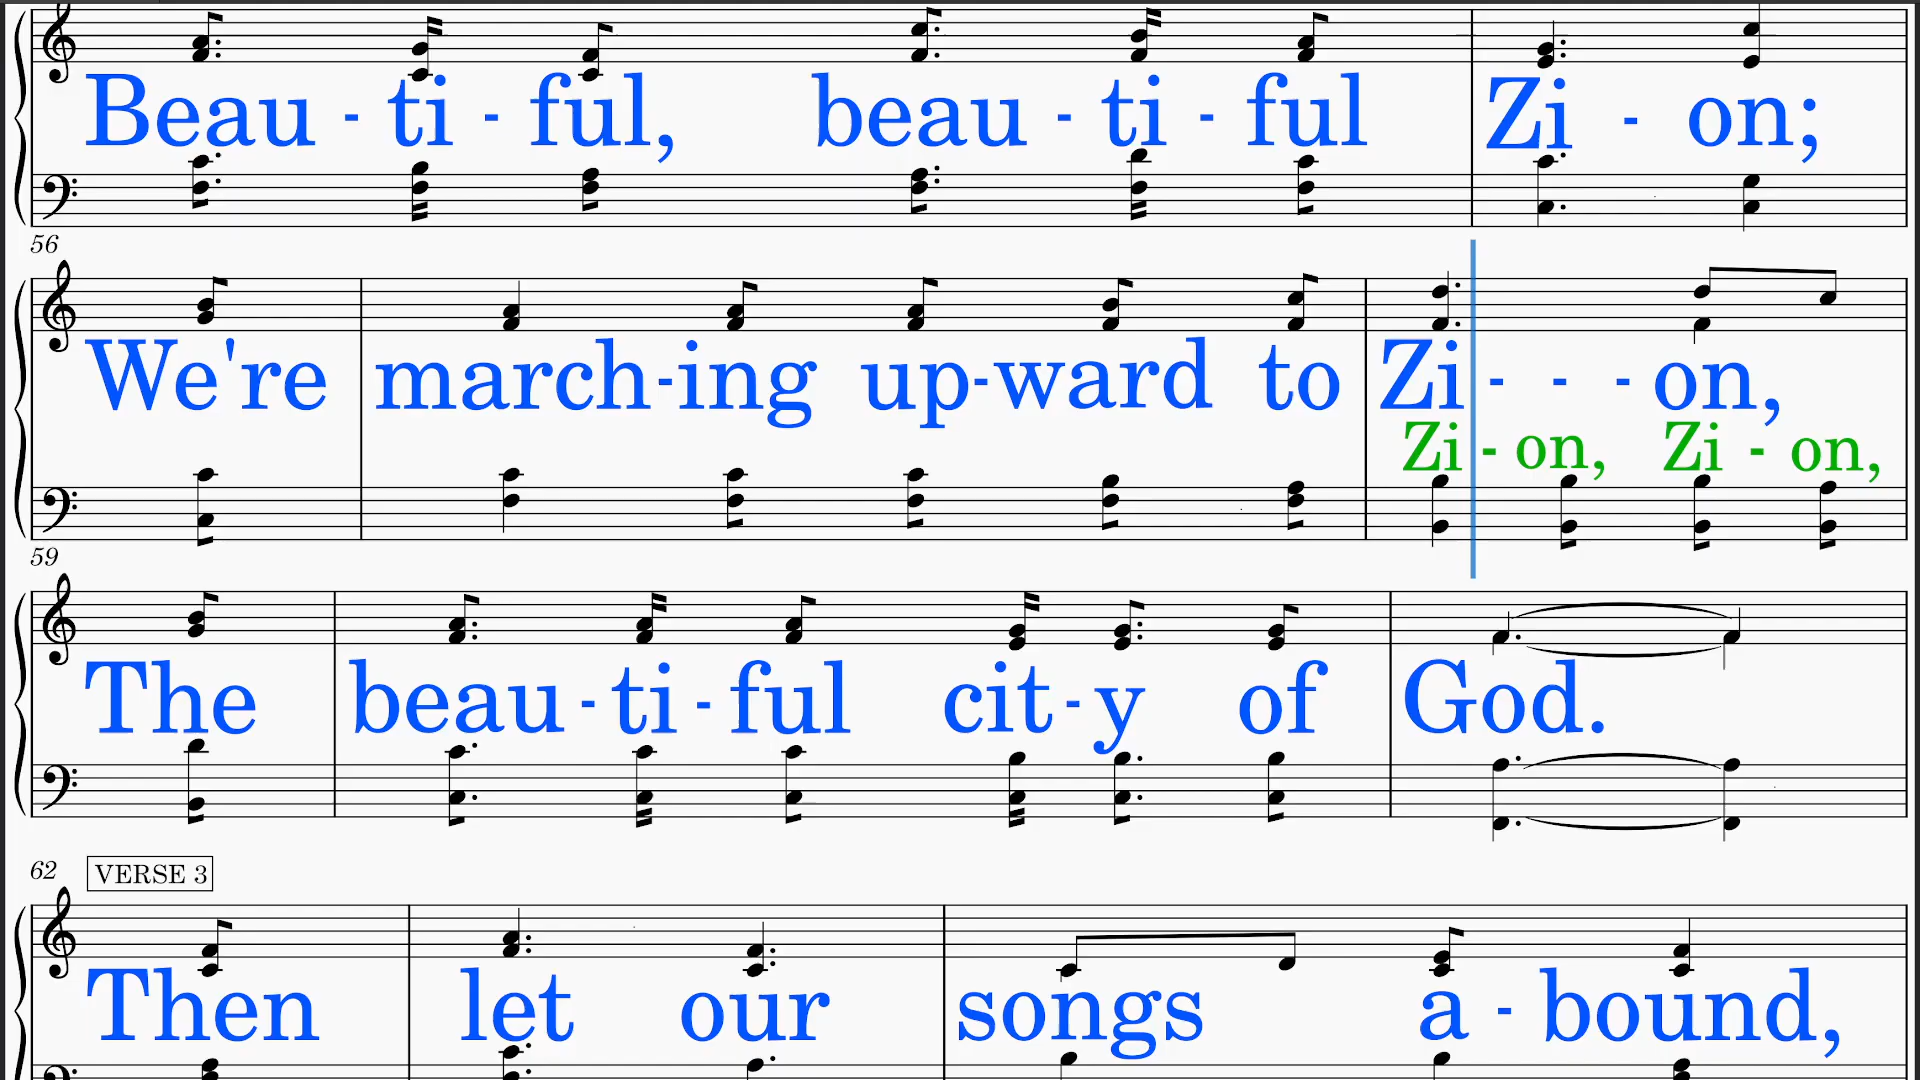 Beau - ti - ful, beau - ti - ful Zi - on;
56
We're march-ing up-ward to Zi - - - on,
Zi - on, Zi - on,
59
The beau - ti - ful cit - y of God.
62 VERSE 3
Then let our songs a - bound,